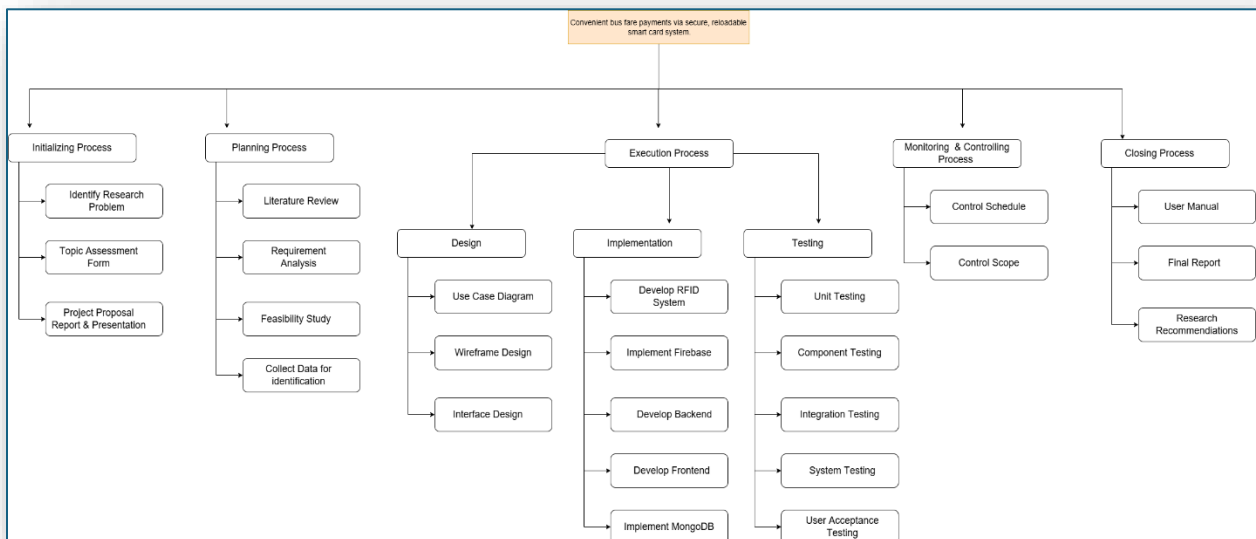 Convenient bus fare payments via secure, reloadable
smart card system.
Initializing Process
Planning Process
Execution Process
Monitoring & Controlling
Process
Closing Process
Identify Research
Problem
Topic Assessment
Form
Project Proposal
Report & Presentation
Literature Review
Requirement
Analysis
Feasibility Study
Collect Data for
identification
Design
Use Case Diagram
Wireframe Design
Interface Design
Implementation
Develop RFID
System
Implement Firebase
Develop Backend
Develop Frontend
Implement MongoDB
Testing
Unit Testing
Component Testing
Integration Testing
System Testing
User Acceptance
Testing
Control Schedule
Control Scope
User Manual
Final Report
Research
Recommendations